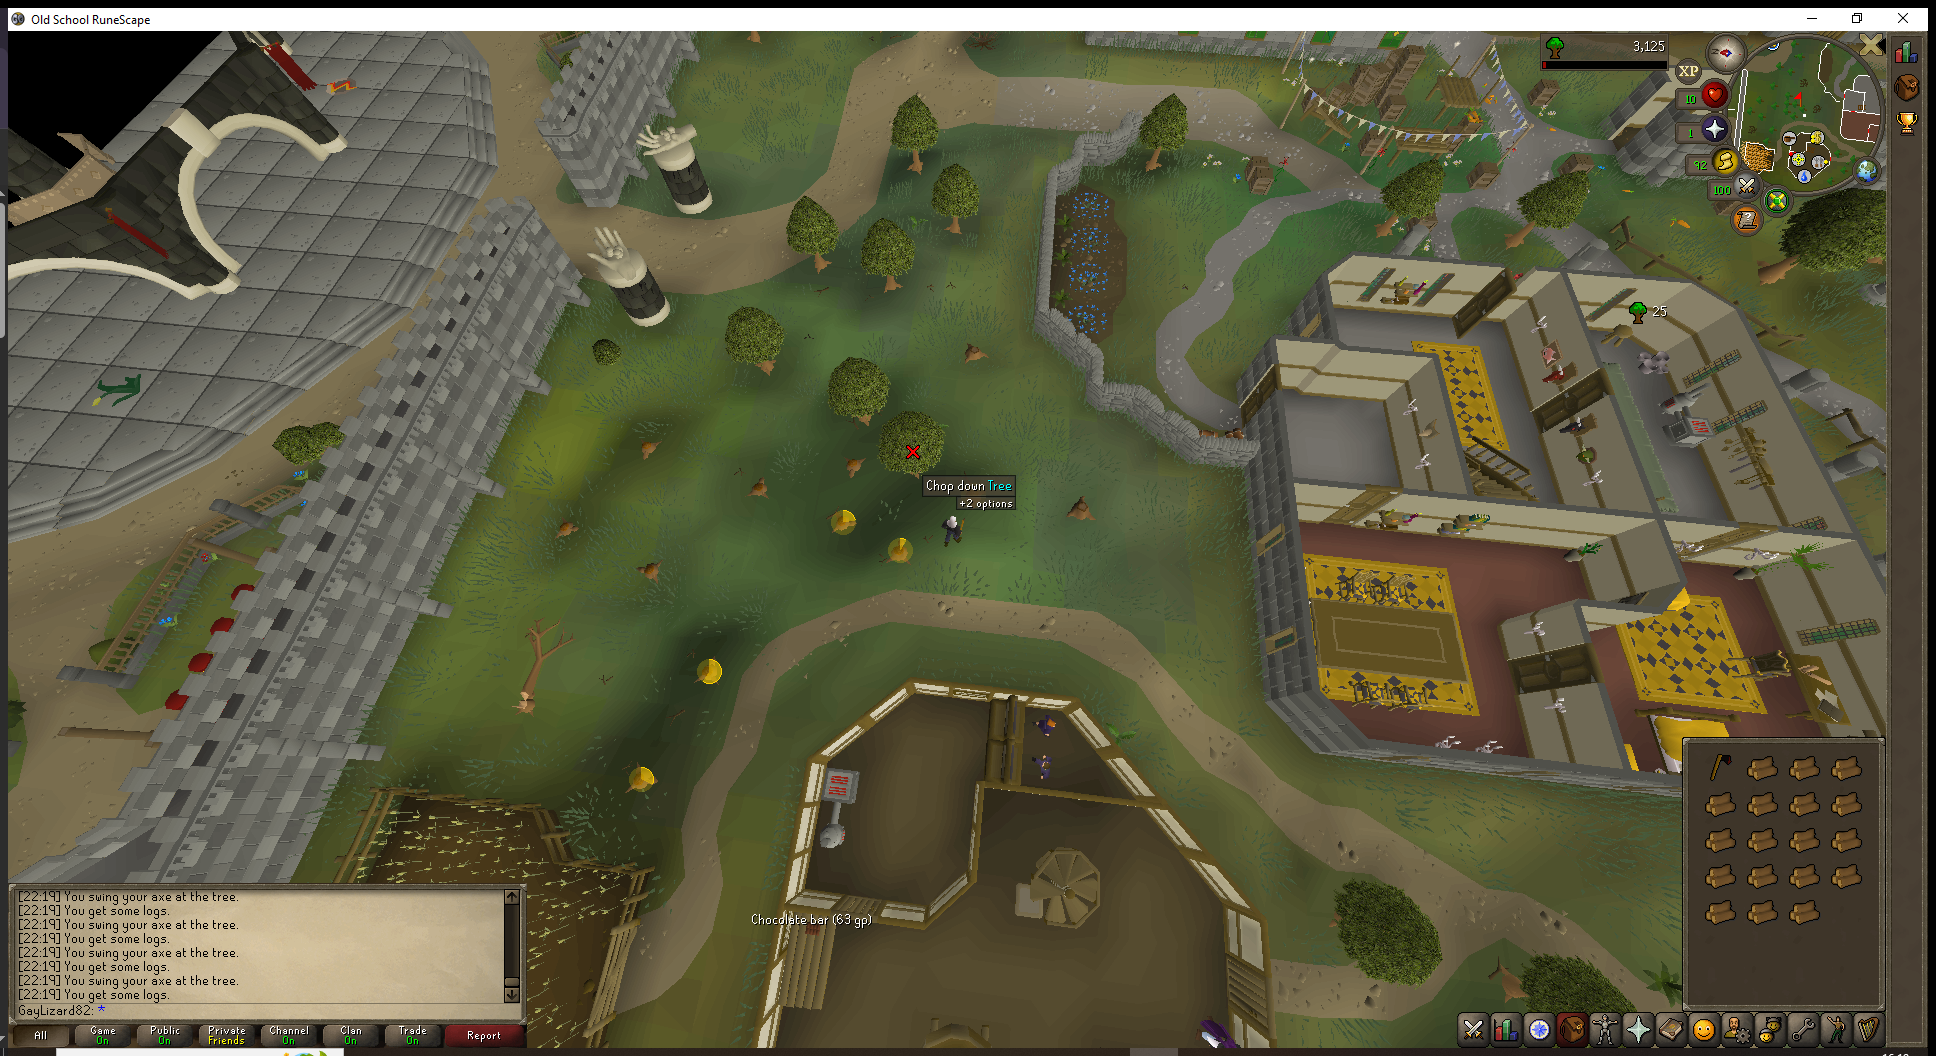 Old School RuneScape
3,125
XP
10
1
92
100
25
Chop down Tree
+2 options
Chocolate bar (63 gp)
[22:19] You swing your axe at the tree.
[22:19] You get some logs.
[22:19] You swing your axe at the tree.
[22:19] You get some logs.
[22:19] You swing your axe at the tree.
[22:19] You get some logs.
[22:19] You swing your axe at the tree.
[22:19] You get some logs.
GayLizard82: *
All
Game
On
Public
On
Private
Friends
Channel
On
Clan
On
Trade
On
Report